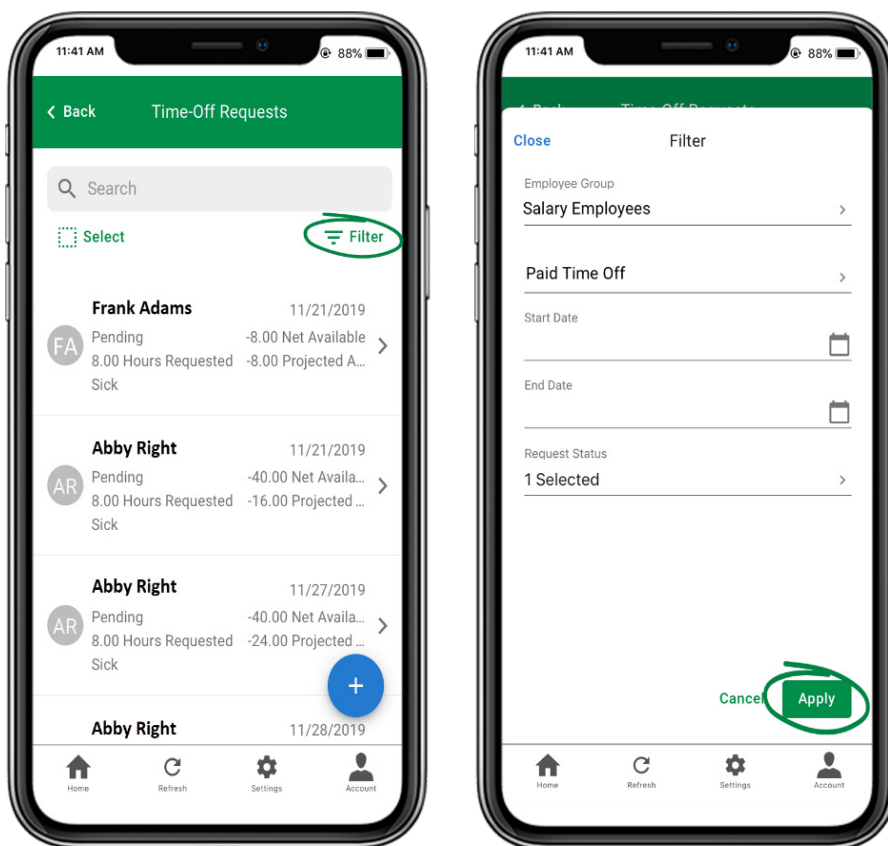 11:41 AM
88%
Back
Time-Off Requests
Search
Select
Filter
Frank Adams
11/21/2019
FA
Pending
-8.00 Net Available
8.00 Hours Requested
-8.00 Projected A...
Sick
Abby Right
11/21/2019
AR
Pending
-40.00 Net Availa...
8.00 Hours Requested
-16.00 Projected ...
Sick
Abby Right
11/27/2019
AR
Pending
-40.00 Net Availa...
8.00 Hours Requested
-24.00 Projected ...
Sick
+
Abby Right
11/28/2019
Home
Refresh
Settings
Account
11:41 AM
88%
Back
Time-Off Requests
Close
Filter
Employee Group
Salary Employees
Paid Time Off
Start Date
End Date
Request Status
1 Selected
Cancel
Apply
Home
Refresh
Settings
Account